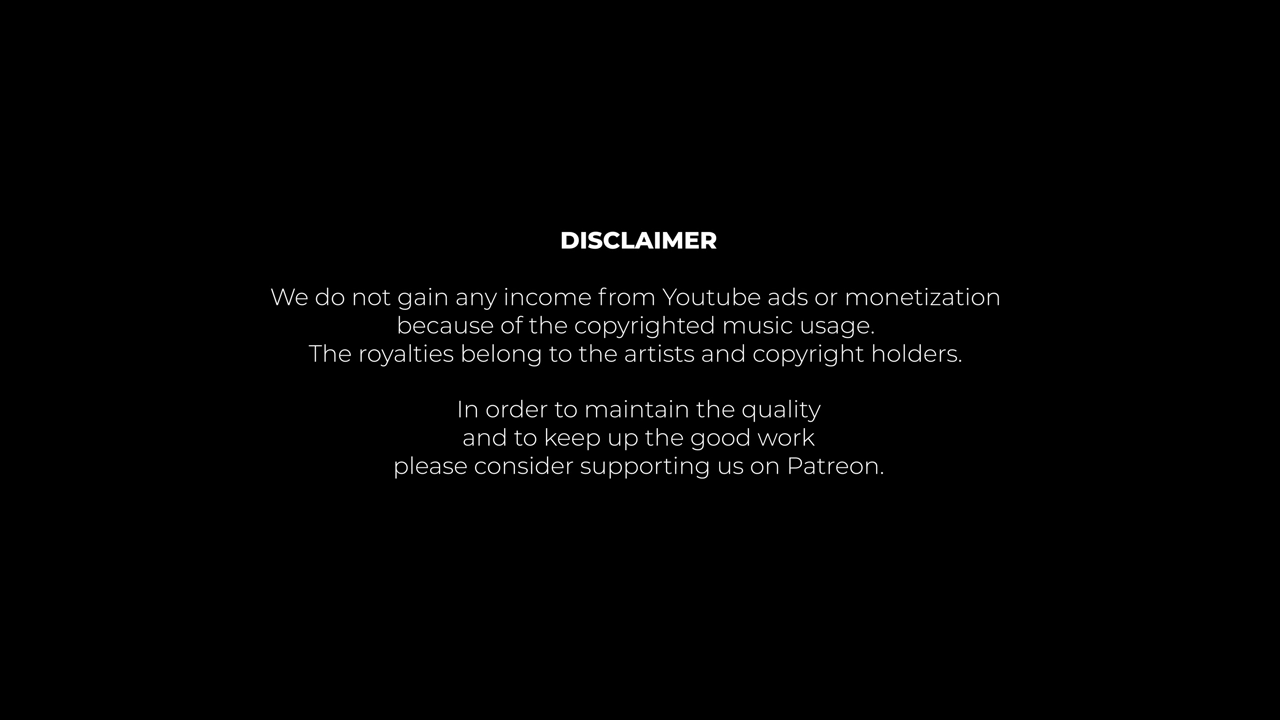 DISCLAIMER
We do not gain any income from Youtube ads or monetization
because of the copyrighted music usage.
The royalties belong to the artists and copyright holders.
In order to maintain the quality
and to keep up the good work
please consider supporting us on Patreon.